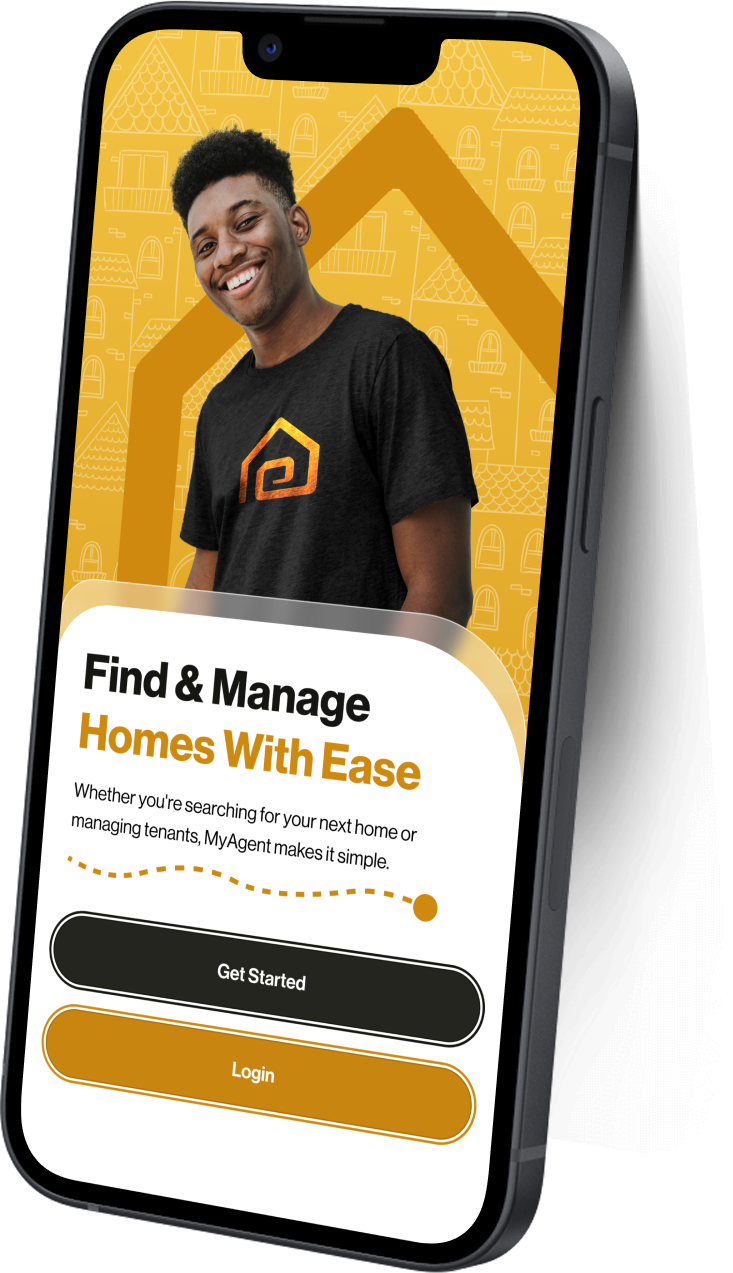 Find & Manage
Homes With Ease
Whether you're searching for your next home or
managing tenants, MyAgent makes it simple.
Get Started
Login